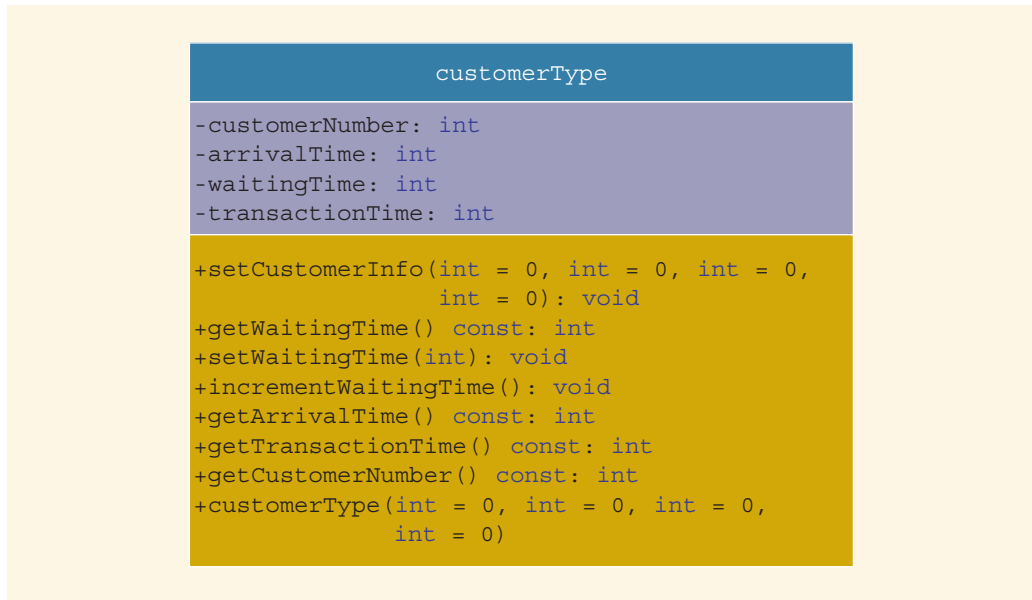 customerType
-customerNumber: int
-arrivalTime: int
-waitingTime: int
-transactionTime: int
+setCustomerInfo(int = 0, int = 0, int = 0,
int = 0): void
+getWaitingTime() const: int
+setWaitingTime(int): void
+incrementWaitingTime(): void
+getArrivalTime() const: int
+getTransactionTime() const: int
+getCustomerNumber() const: int
+customerType(int = 0, int = 0, int = 0,
int = 0)